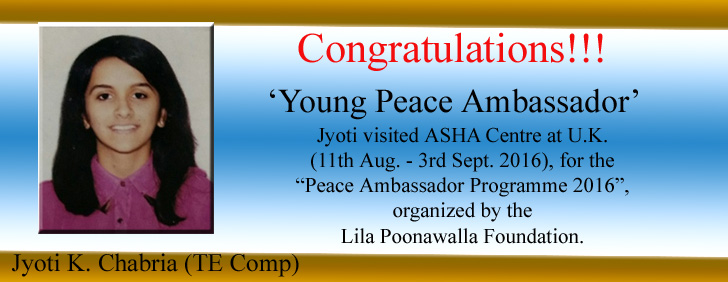 Congratulations!!!
‘Young Peace Ambassador’
Jyoti visited ASHA Centre at U.K.
(11th Aug. - 3rd Sept. 2016), for the
“Peace Ambassador Programme 2016”,
organized by the
Lila Poonawalla Foundation.
Jyoti K. Chabria (TE Comp)